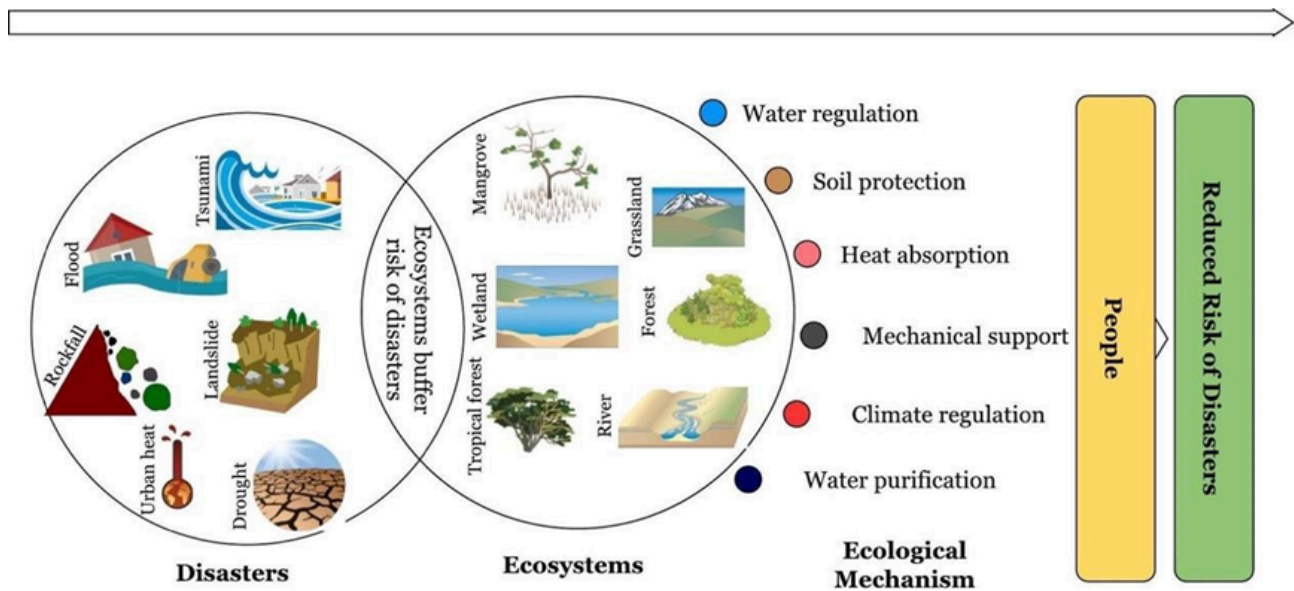 Tsunami
Flood
Rockfall
Landslide
Urban heat
Drought
Disasters
Ecosystems buffer
risk of disasters
Mangrove
Grassland
Wetland
Forest
Tropical forest
River
Ecosystems
Water regulation
Soil protection
Heat absorption
Mechanical support
Climate regulation
Water purification
Ecological
Mechanism
People
Reduced Risk of Disasters